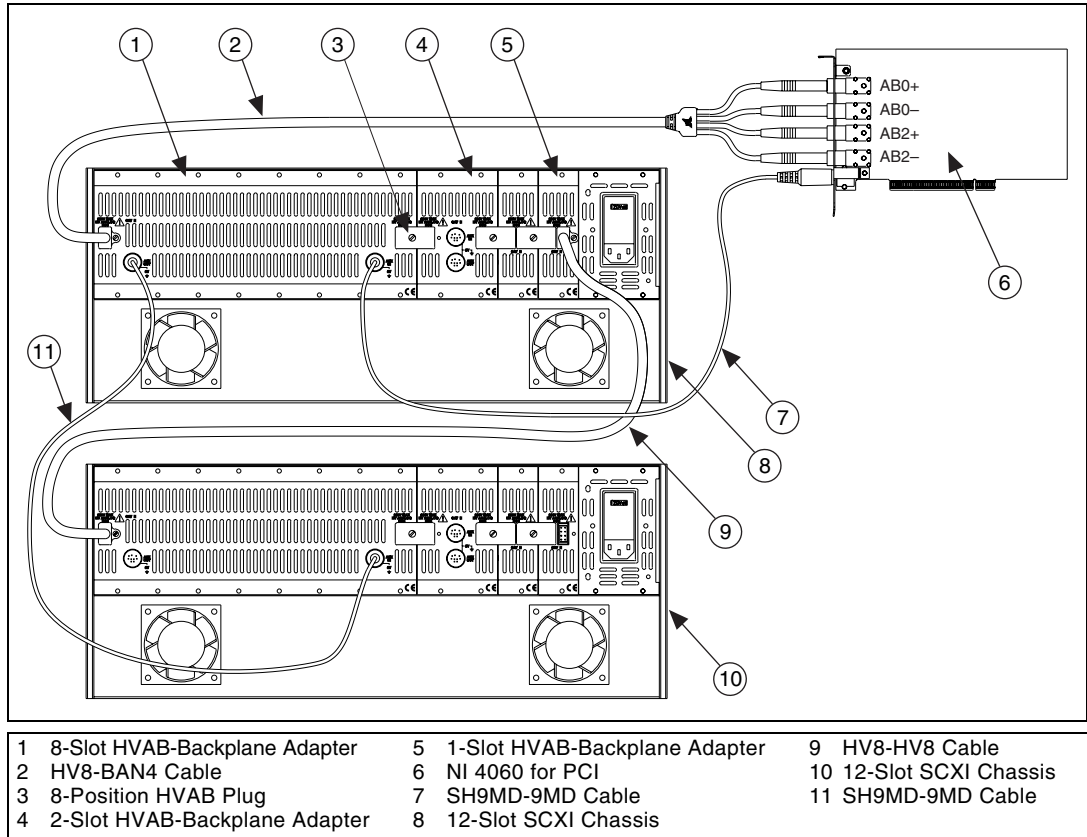 1
2
3
4
5
AB0+
AB0–
AB2+
AB2–
6
11
7
8
9
10
1 8-Slot HVAB-Backplane Adapter
2 HV8-BAN4 Cable
3 8-Position HVAB Plug
4 2-Slot HVAB-Backplane Adapter
5 1-Slot HVAB-Backplane Adapter
6 NI 4060 for PCI
7 SH9MD-9MD Cable
8 12-Slot SCXI Chassis
9 HV8-HV8 Cable
10 12-Slot SCXI Chassis
11 SH9MD-9MD Cable